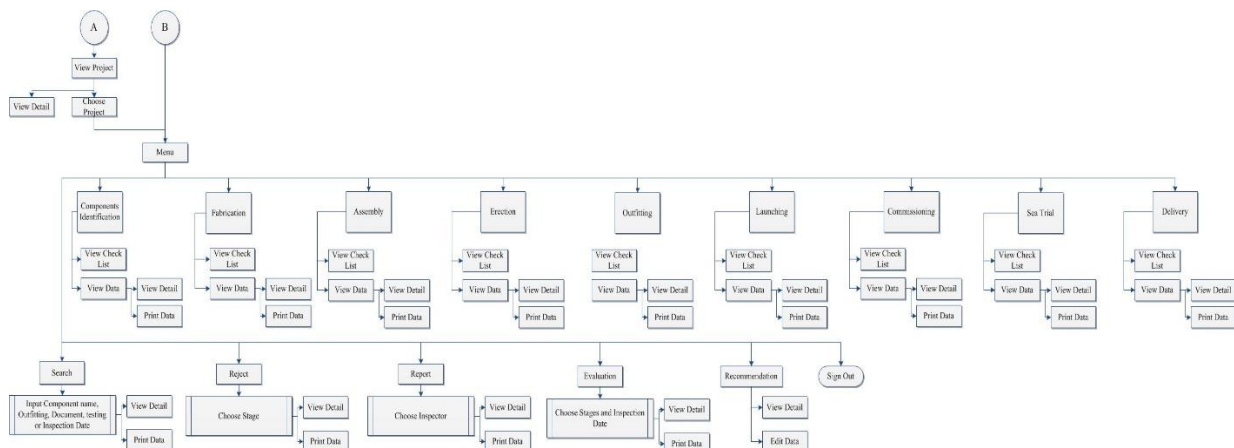 A
B
View Project
View Detail
Choose
Project
Menu
Components
Identification
Fabrication
Assembly
Erection
Outfitting
Launching
Commissioning
Sea Trial
Delivery
View Check
List
View Check
List
View Check
List
View Check
List
View Check
List
View Check
List
View Check
List
View Check
List
View Check
List
View Data
View Detail
View Data
View Detail
View Data
View Detail
View Data
View Detail
View Data
View Detail
View Data
View Detail
View Data
View Detail
View Data
View Detail
View Data
View Detail
Print Data
Print Data
Print Data
Print Data
Print Data
Print Data
Print Data
Print Data
Print Data
Search
Reject
Report
Evaluation
Recommendation
Sign Out
Input Component name,
Outfitting, Document, testing
or Inspection Date
View Detail
Print Data
Choose Stage
View Detail
Print Data
Choose Inspector
View Detail
Print Data
Choose Stages and Inspection
Date
View Detail
Print Data
View Detail
Edit Data